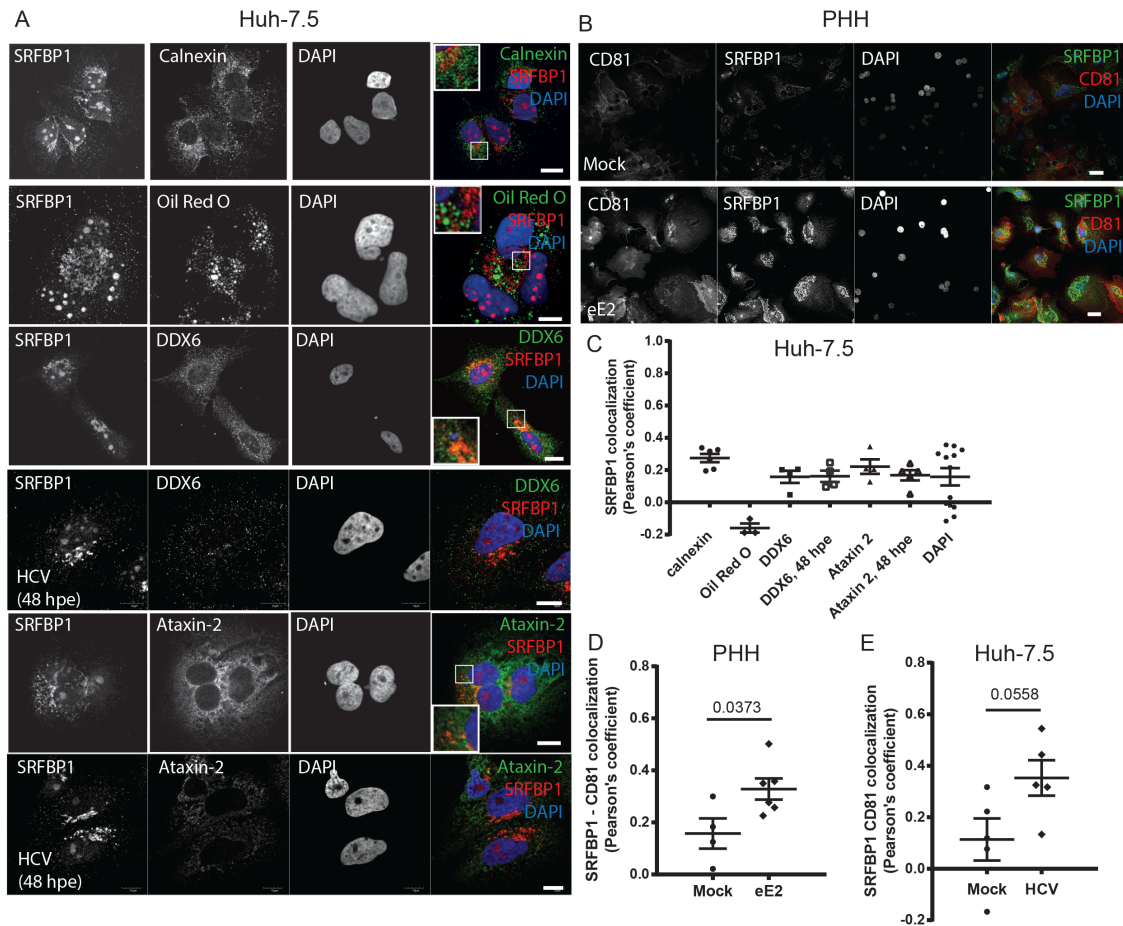 A
Huh-7.5
SRFBP1
Calnexin
DAPI
Calnexin
SRFBP1
DAPI
SRFBP1
Oil Red O
DAPI
Oil Red O
SRFBP1
DAPI
SRFBP1
DDX6
DAPI
DDX6
SRFBP1
DAPI
SRFBP1
DDX6
DAPI
DDX6
SRFBP1
DAPI
HCV
(48 hpe)
SRFBP1
Ataxin-2
DAPI
Ataxin-2
SRFBP1
DAPI
SRFBP1
Ataxin-2
DAPI
Ataxin-2
SRFBP1
DAPI
HCV
(48 hpe)
B
PHH
CD81
SRFBP1
DAPI
SRFBP1
CD81
DAPI
Mock
CD81
SRFBP1
DAPI
SRFBP1
CD81
DAPI
eE2
C
Huh-7.5
SRFBP1 colocalization
(Pearson's coefficient)
1.0
0.8
0.6
0.4
0.2
0.0
-0.2
calnexin
Oil Red O
DDX6
DDX6, 48 hpe
Ataxin 2
Ataxin 2, 48 hpe
DAPI
D
PHH
SRFBP1 - CD81 colocalization
(Pearson's coefficient)
0.8
0.6
0.4
0.2
0.0
0.0373
Mock
eE2
E
Huh-7.5
SRFBP1 CD81 colocalization
(Pearson's coefficient)
0.8
0.6
0.4
0.2
0.0
-0.2
0.0558
Mock
HCV